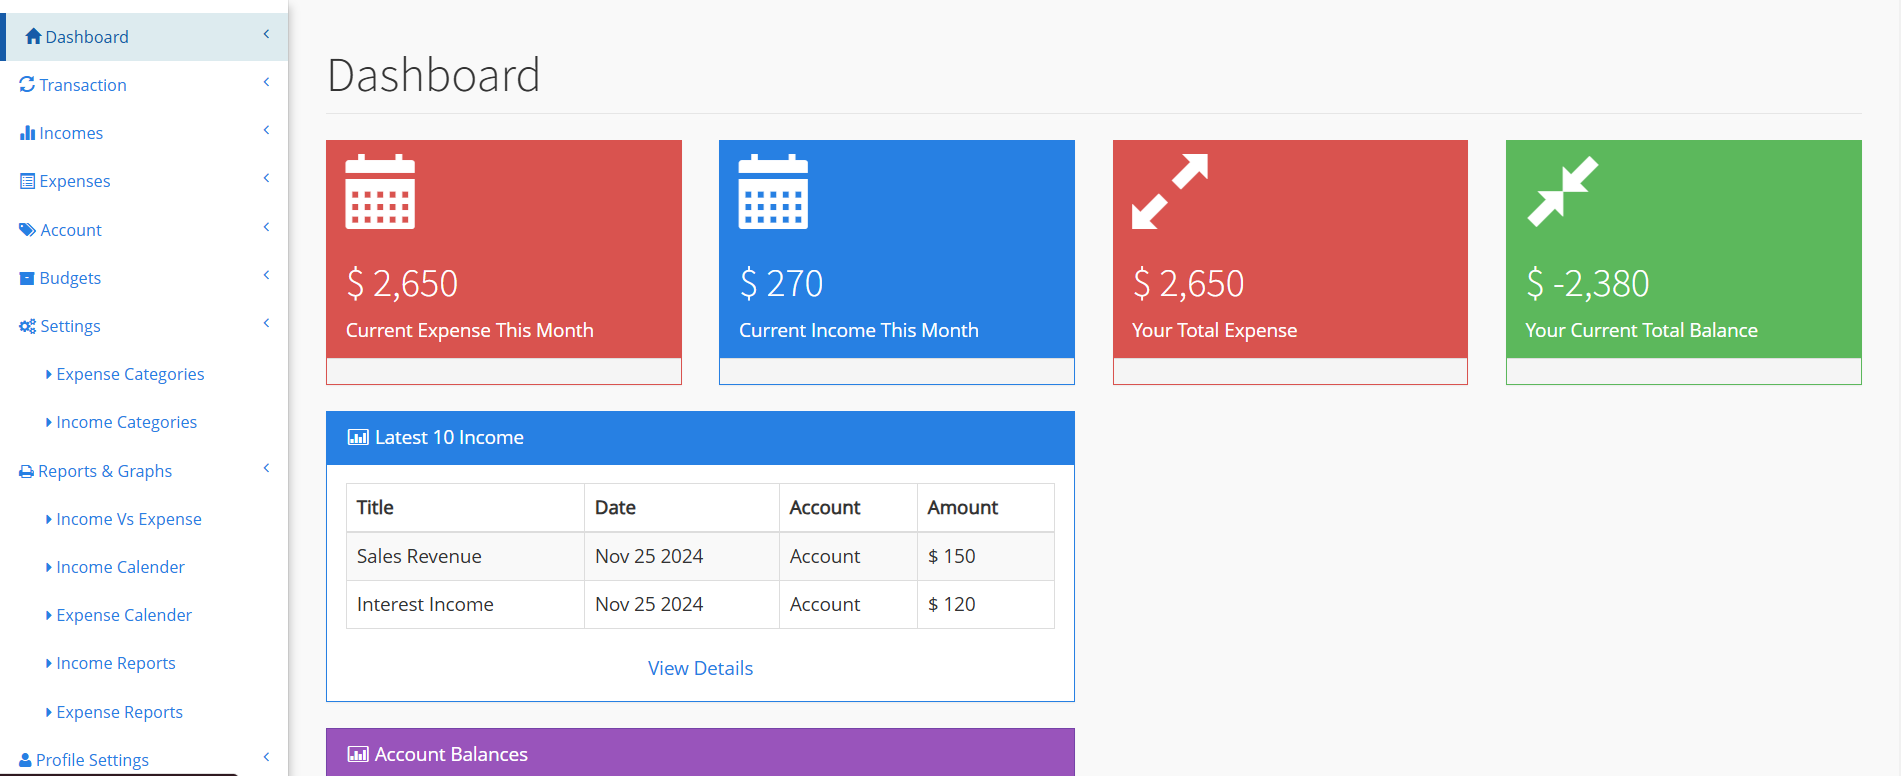 Dashboard
Transaction
Incomes
Expenses
Account
Budgets
Settings
Expense Categories
Income Categories
Reports & Graphs
Income Vs Expense
Income Calender
Expense Calender
Income Reports
Expense Reports
Profile Settings
Dashboard
$ 2,650
Current Expense This Month
$ 270
Current Income This Month
$ 2,650
Your Total Expense
$ -2,380
Your Current Total Balance
Latest 10 Income
Title Date Account Amount
Sales Revenue Nov 25 2024 Account $ 150
Interest Income Nov 25 2024 Account $ 120
View Details
Account Balances